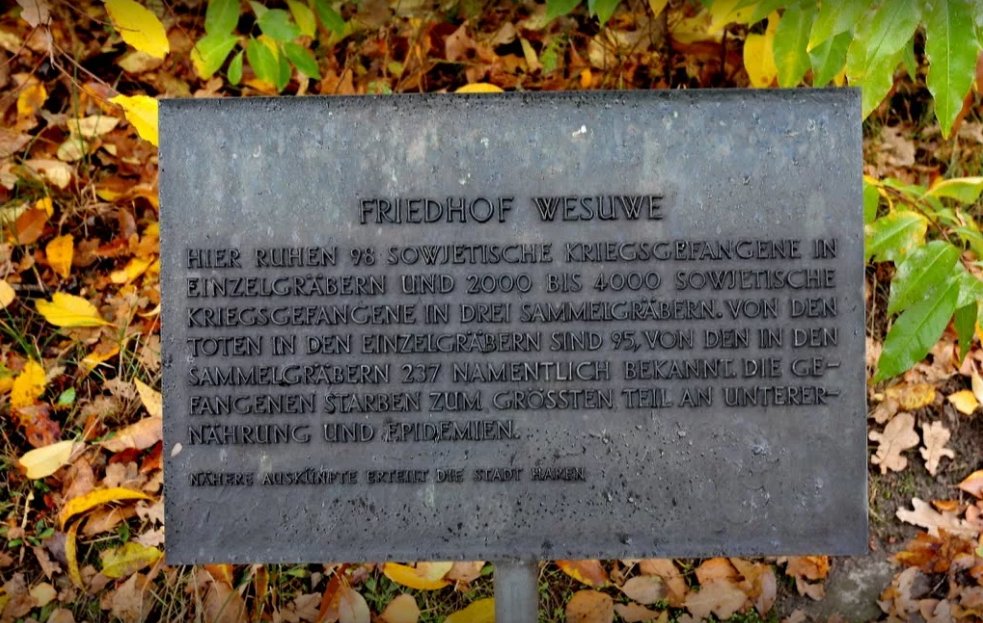 FRIEDHOF WESUWE
HIER RUHEN 98 SOWJETISCHE KRIEGSGEFANGENE IN
EINZELGRÄBERN UND 2000 BIS 4000 SOWJETISCHE
KRIEGSGEFANGENE IN DREI SAMMELGRÄBERN. VON DEN
TOTEN IN DEN EINZELGRÄBERN SIND 95, VON DEN IN DEN
SAMMELGRÄBERN 237 NAMENTLICH BEKANNT. DIE GE-
FANGENEN STARBEN ZUM GRÖSSTEN TEIL AN UNTERER-
NÄHRUNG UND EPIDEMIEN.
NÄHERE AUSKÜNFTE ERTEILT DIE STADT HAREN